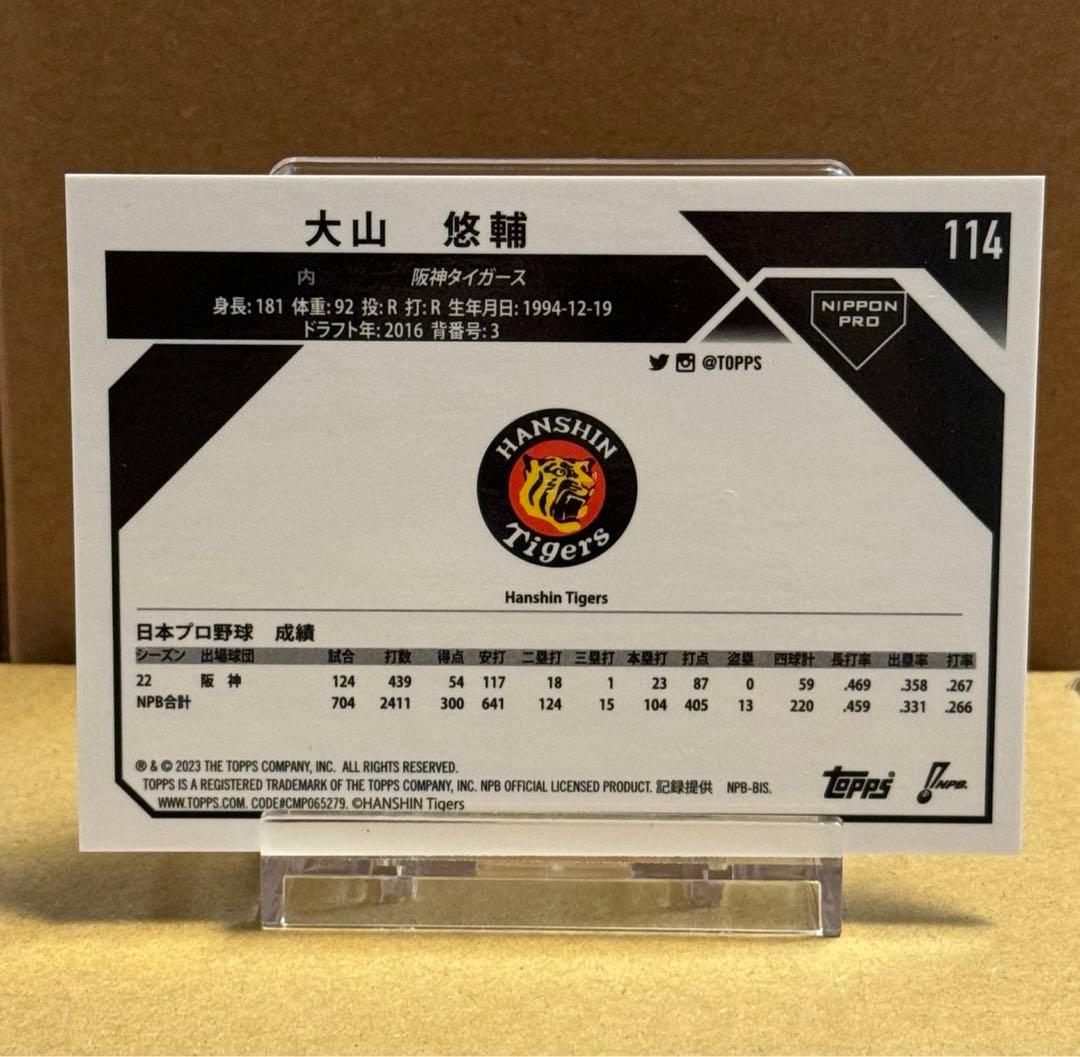 大山 悠輔
114
内 阪神タイガース
身長: 181 体重: 92 投: R 打: R 生年月日: 1994-12-19
ドラフト年: 2016 背番号: 3
NIPPON
PRO
@TOPPS
HANSHIN
Tigers
Hanshin Tigers
日本プロ野球 成績
シーズン 出場球団 試合 打数 得点 安打 二塁打 三塁打 本塁打 打点 盗塁 四球計 長打率 出塁率 打率
22 阪 神 124 439 54 117 18 1 23 87 0 59 .469 .358 .267
NPB合計 704 2411 300 641 124 15 104 405 13 220 .459 .331 .266
® & © 2023 THE TOPPS COMPANY, INC. ALL RIGHTS RESERVED.
TOPPS IS A REGISTERED TRADEMARK OF THE TOPPS COMPANY, INC. NPB OFFICIAL LICENSED PRODUCT. 記録提供 NPB-BIS.
WWW.TOPPS.COM. CODE#CMP065279. ©HANSHIN Tigers
Topps
NPB.